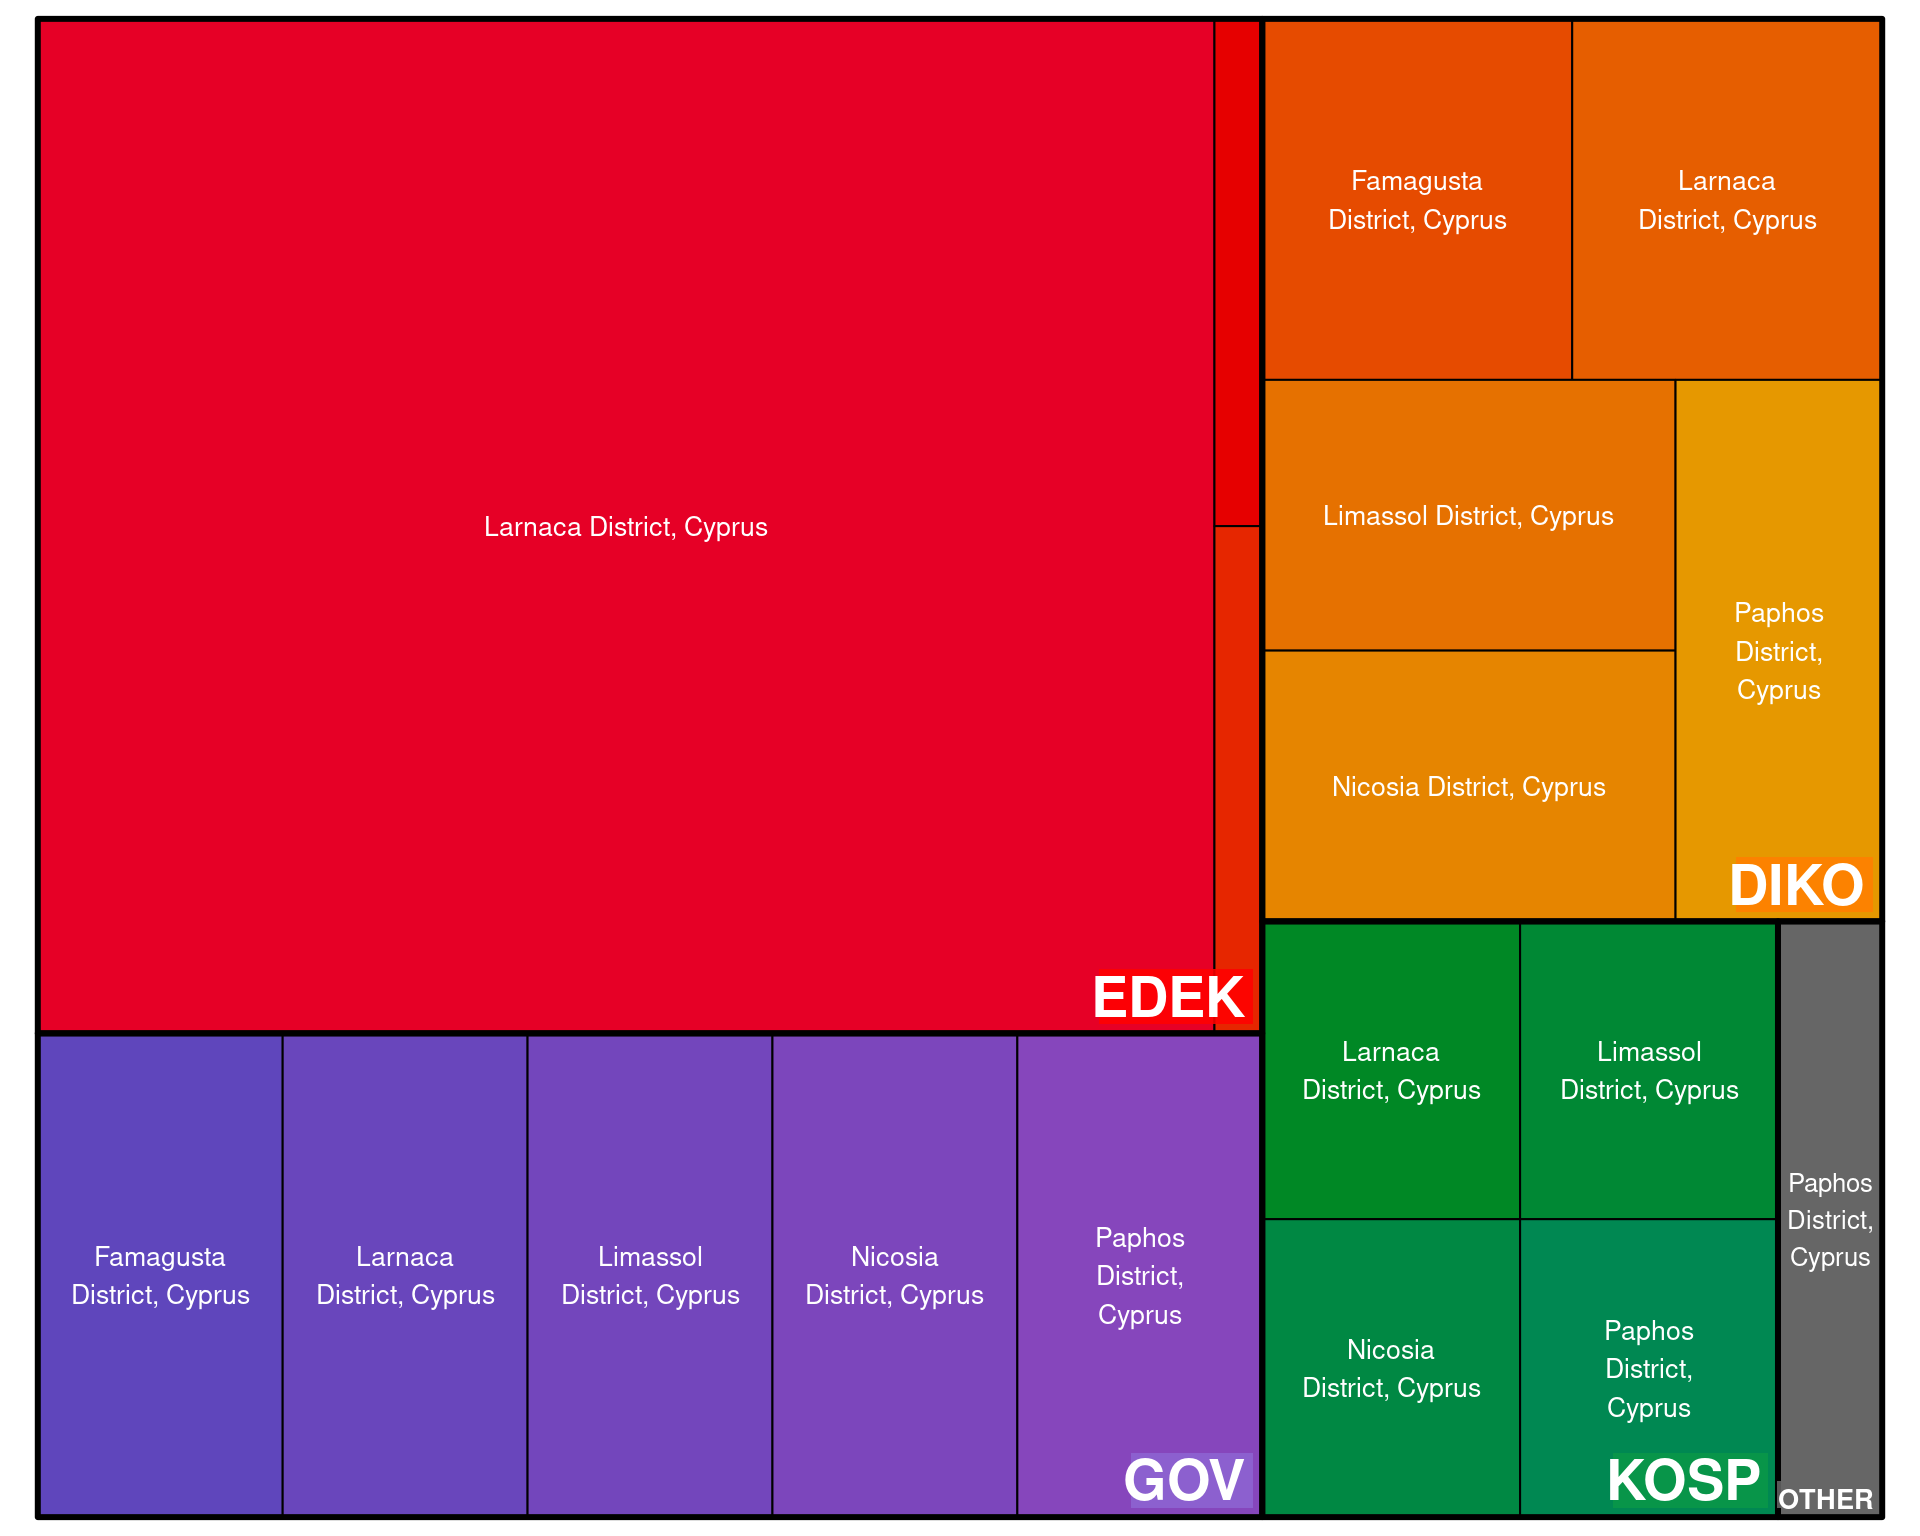 Larnaca District, Cyprus
EDEK
Famagusta
District, Cyprus
Larnaca
District, Cyprus
Limassol
District, Cyprus
Nicosia
District, Cyprus
Paphos
District,
Cyprus
GOV
Famagusta
District, Cyprus
Larnaca
District, Cyprus
Limassol District, Cyprus
Nicosia District, Cyprus
Paphos
District,
Cyprus
DIKO
Larnaca
District, Cyprus
Limassol
District, Cyprus
Nicosia
District, Cyprus
Paphos
District,
Cyprus
KOSP
Paphos
District,
Cyprus
OTHER